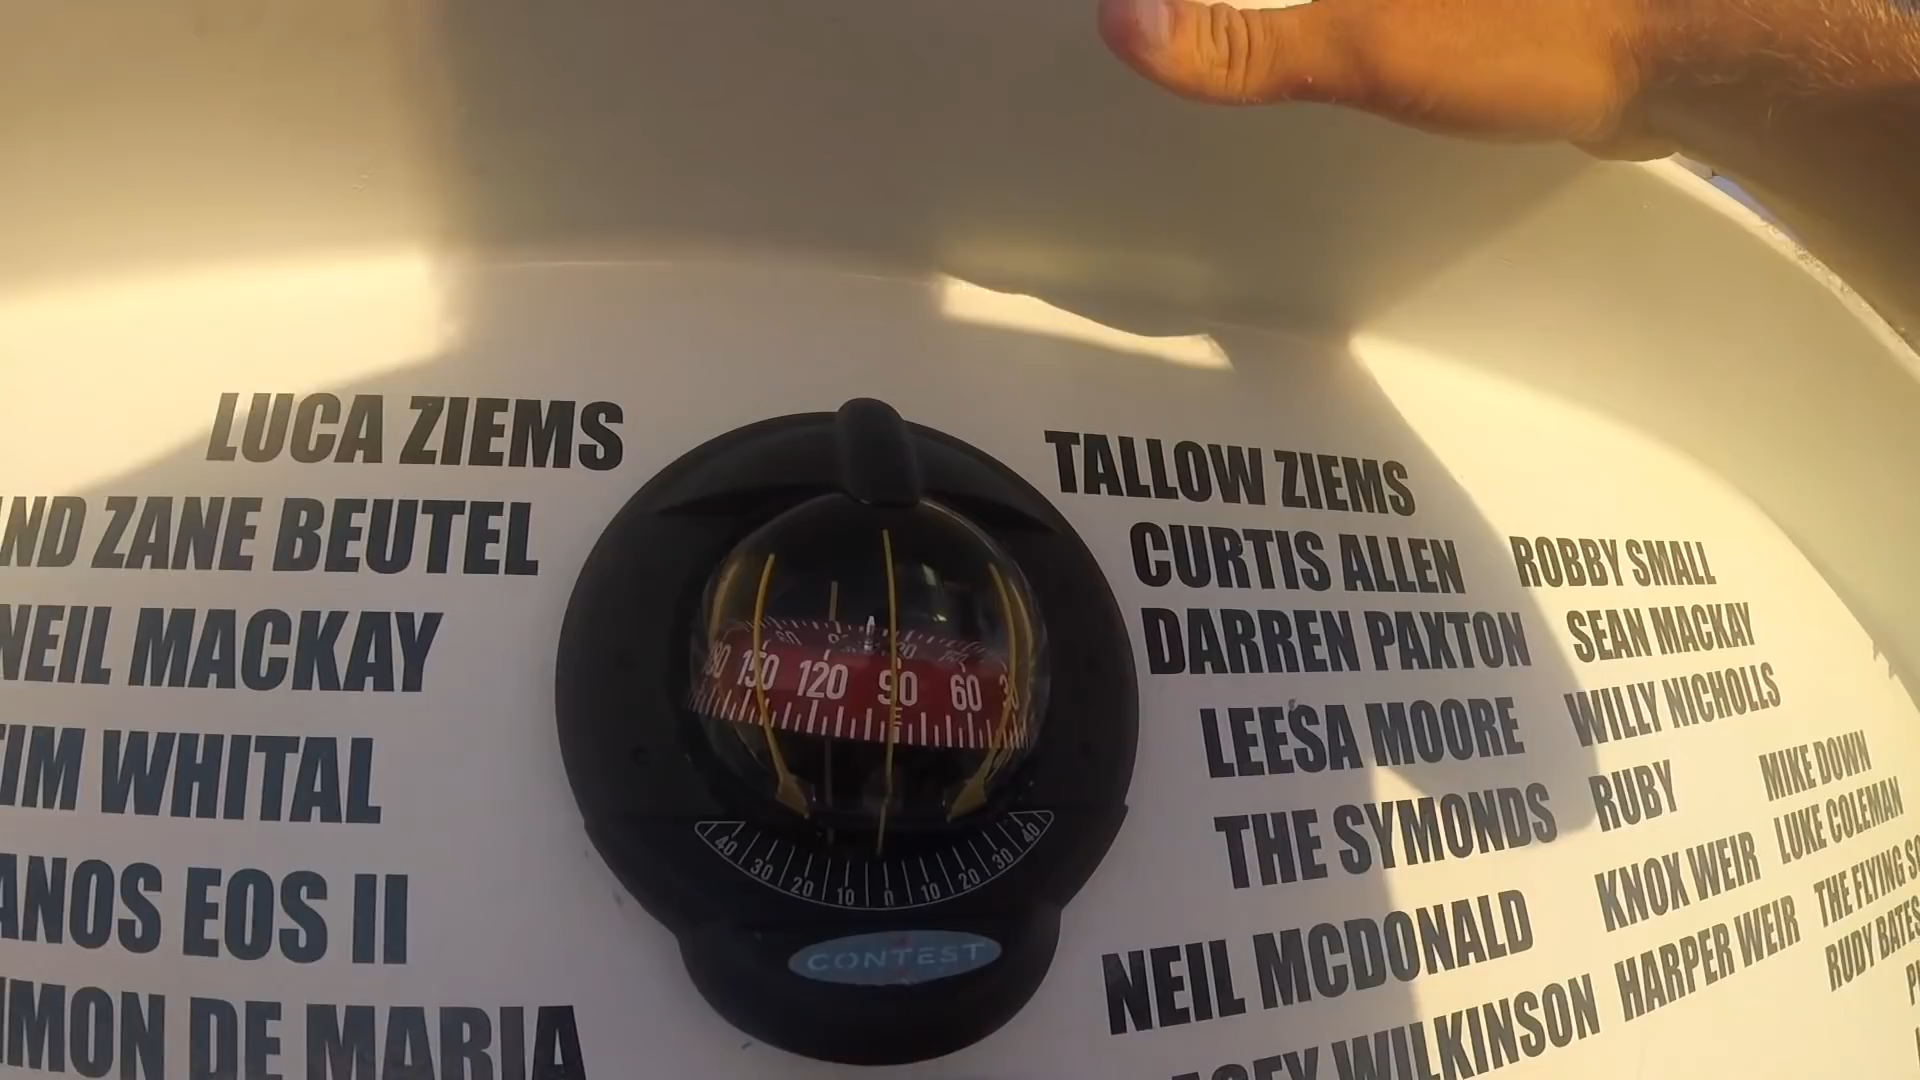 LUCA ZIEMS
ND ZANE BEUTEL
NEIL MACKAY
TIM WHITAL
ANOS EOS II
IMON DE MARIA
TALLOW ZIEMS
CURTIS ALLEN
ROBBY SMALL
DARREN PAXTON
SEAN MACKAY
LEESA MOORE
WILLY NICHOLLS
THE SYMONDS
RUBY
MIKE DOWN
LUKE COLEMAN
NEIL MCDONALD
KNOX WEIR
THE FLYING
WILKINSON
HARPER WEIR
RUDY BATES
150 120 90 60
E
40 30 20 10 0 10 20 30 40
CONTEST